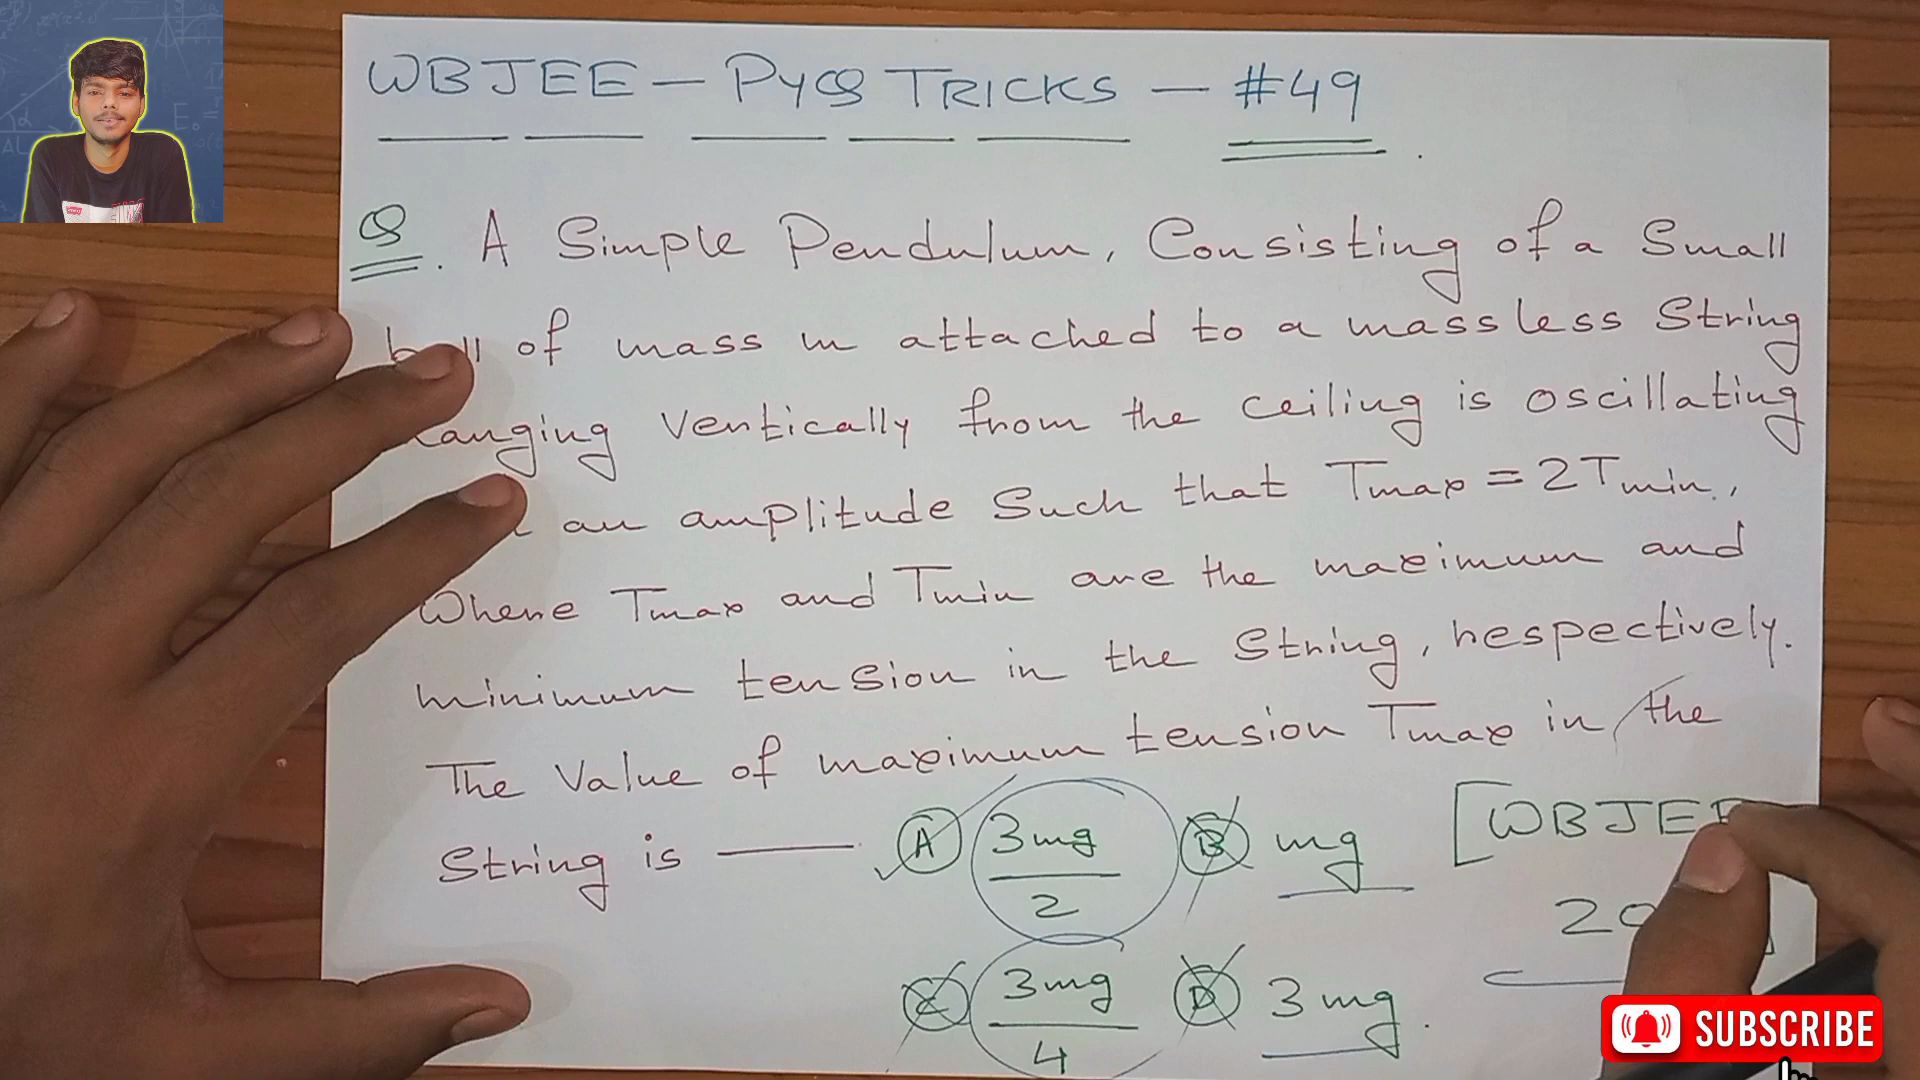 WBJEE - PYQ TRICKS - #49
Q. A Simple Pendulum, Consisting of a Small
ball of mass m attached to a massless String
hanging vertically from the ceiling is oscillating
an amplitude Such that Tmax = 2Tmin.,
Where Tmax and Tmin are the maximum and
minimum tension in the String, respectively.
The Value of maximum tension Tmax in the
String is —— (A) 3mg/2 (B) mg [WBJEE
20
(C) 3mg/4 (D) 3mg.
SUBSCRIBE